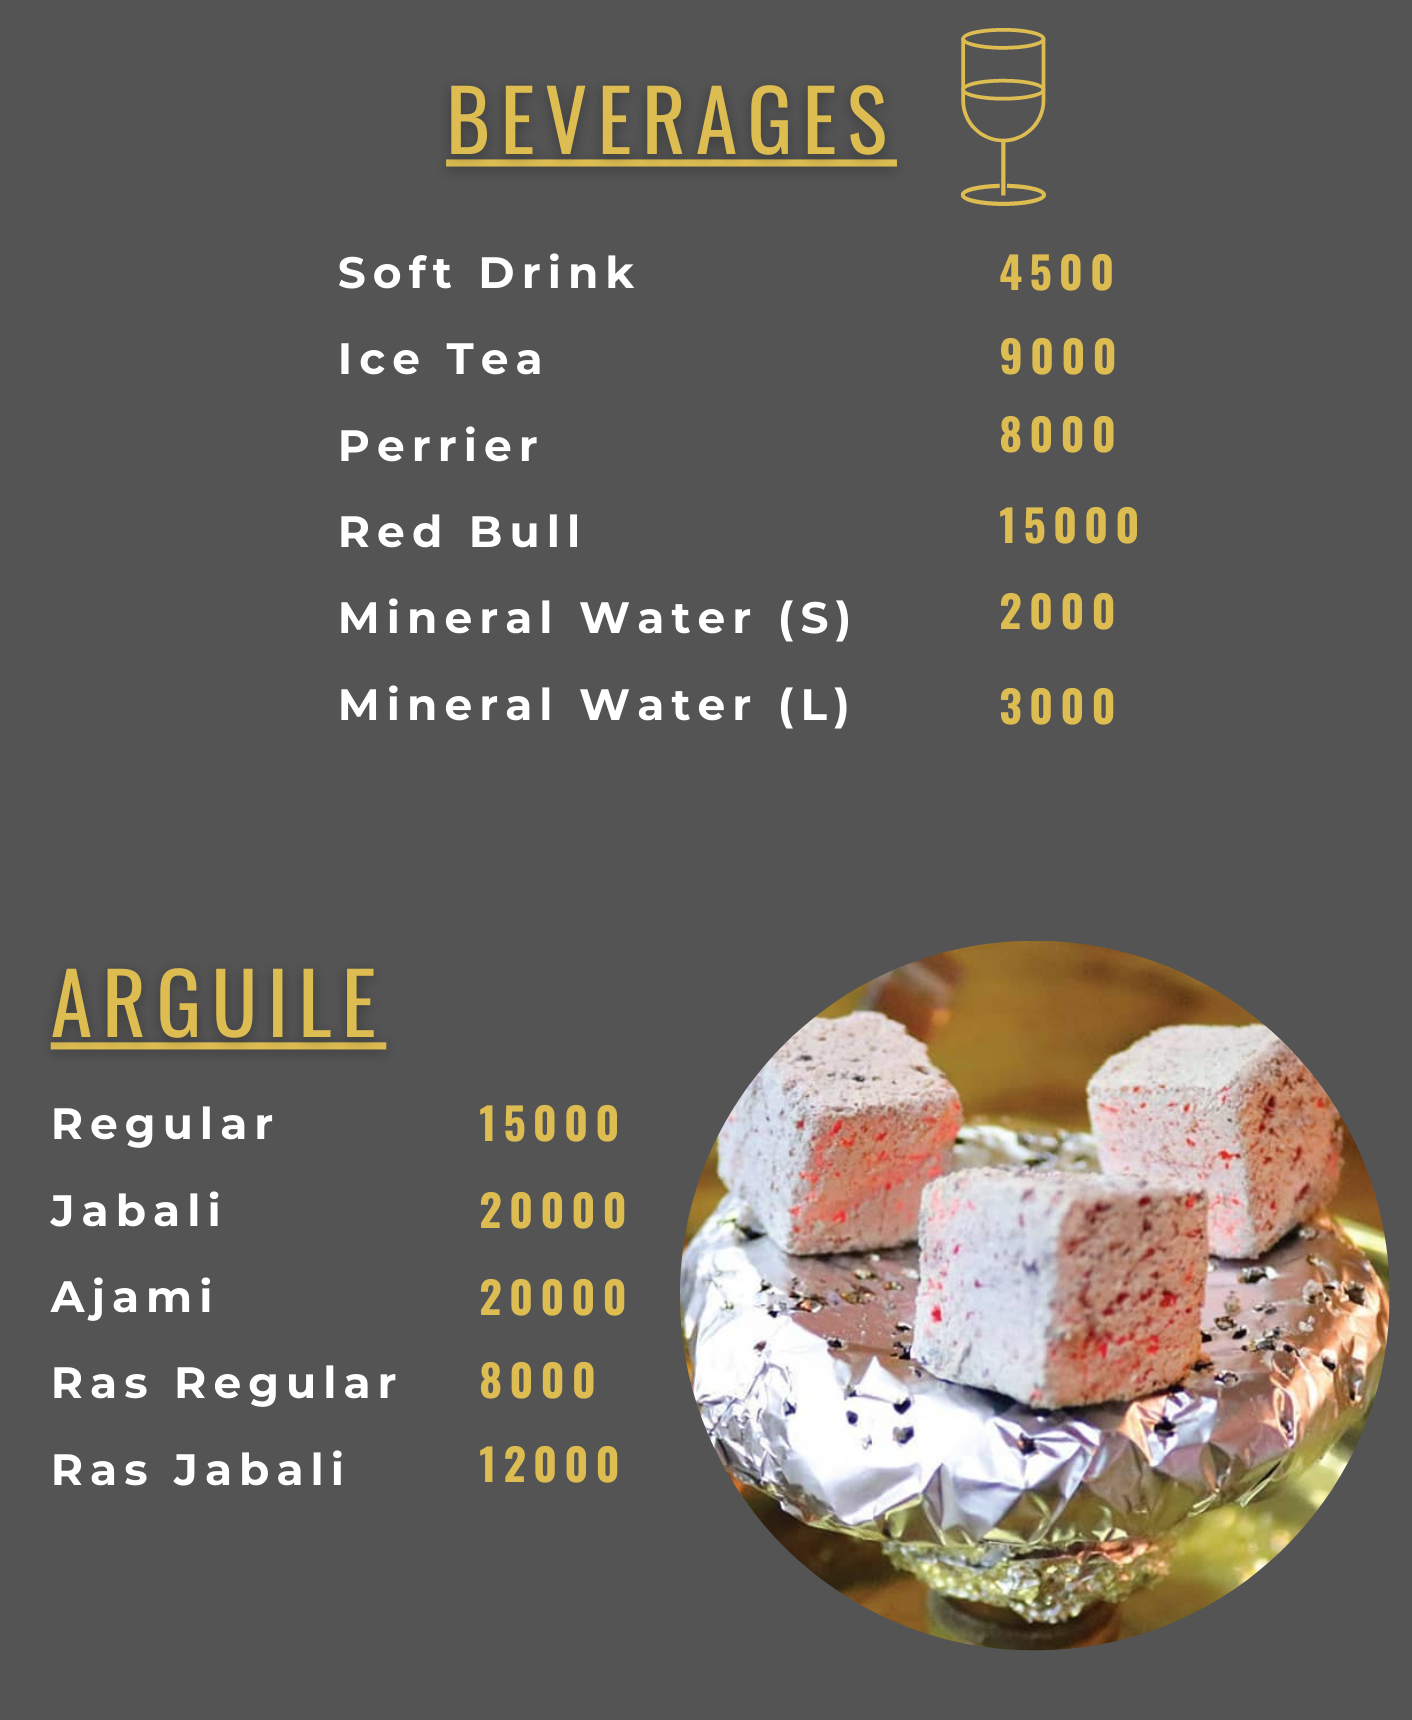 BEVERAGES
Soft Drink 4500
Ice Tea 9000
Perrier 8000
Red Bull 15000
Mineral Water (S) 2000
Mineral Water (L) 3000
ARGUILE
Regular 15000
Jabali 20000
Ajami 20000
Ras Regular 8000
Ras Jabali 12000